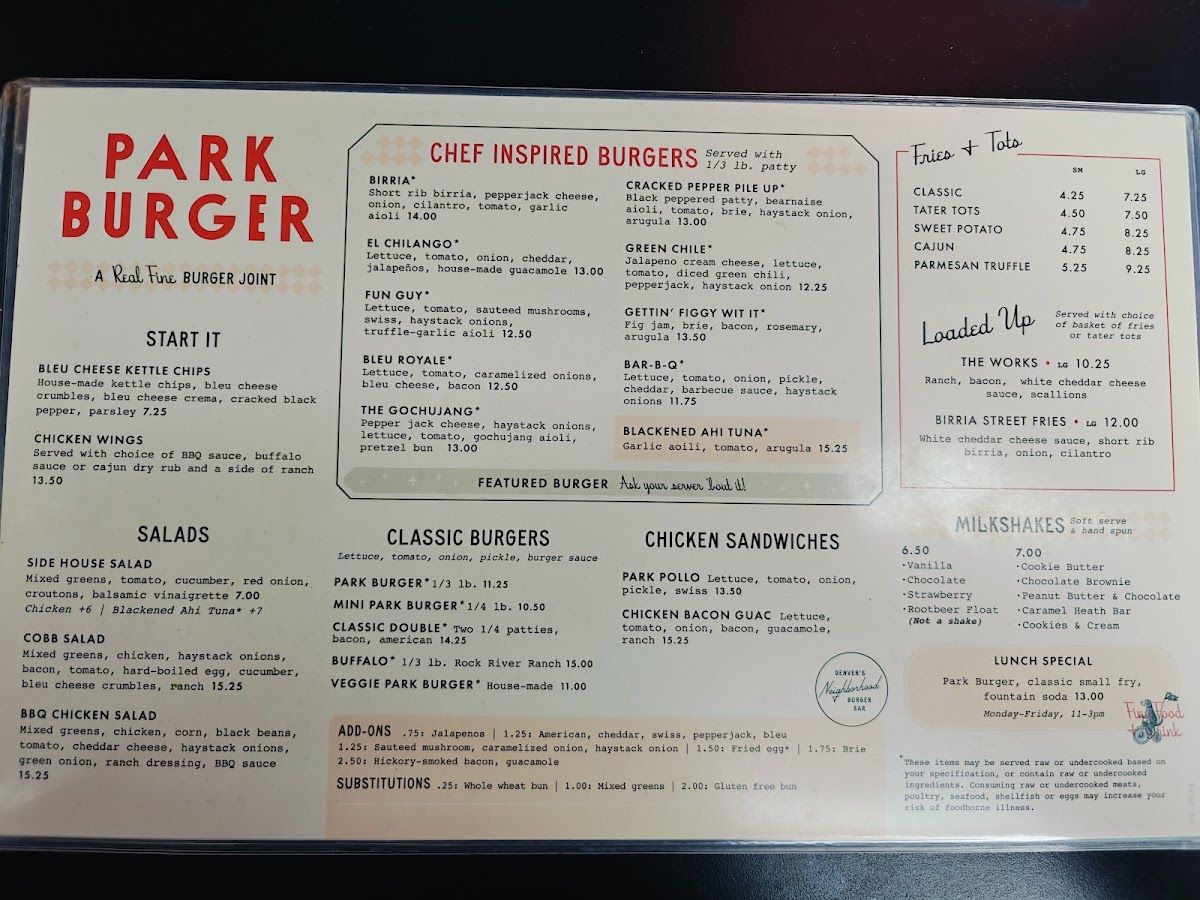 PARK
BURGER
A Real Fine BURGER JOINT
START IT
BLEU CHEESE KETTLE CHIPS
House-made kettle chips, bleu cheese
crumbles, bleu cheese crema, cracked black
pepper, parsley 7.25
CHICKEN WINGS
Served with choice of BBQ sauce, buffalo
sauce or cajun dry rub and a side of ranch
13.50
SALADS
SIDE HOUSE SALAD
Mixed greens, tomato, cucumber, red onion,
croutons, balsamic vinaigrette 7.00
Chicken +6 | Blackened Ahi Tuna* +7
COBB SALAD
Mixed greens, chicken, haystack onions,
bacon, tomato, hard-boiled egg, cucumber,
bleu cheese crumbles, ranch 15.25
BBQ CHICKEN SALAD
Mixed greens, chicken, corn, black beans,
tomato, cheddar cheese, haystack onions,
green onion, ranch dressing, BBQ sauce
15.25
CHEF INSPIRED BURGERS Served with
1/3 lb. patty
BIRRIA*
Short rib birria, pepperjack cheese,
onion, cilantro, tomato, garlic
aioli 14.00
EL CHILANGO*
Lettuce, tomato, onion, cheddar,
jalapeños, house-made guacamole 13.00
FUN GUY*
Lettuce, tomato, sauteed mushrooms,
swiss, haystack onions,
truffle-garlic aioli 12.50
BLEU ROYALE*
Lettuce, tomato, caramelized onions,
bleu cheese, bacon 12.50
THE GOCHUJANG*
Pepper jack cheese, haystack onions,
lettuce, tomato, gochujang aioli,
pretzel bun 13.00
CRACKED PEPPER PILE UP*
Black peppered patty, bearnaise
aioli, tomato, brie, haystack onion,
arugula 13.00
GREEN CHILE*
Jalapeno cream cheese, lettuce,
tomato, diced green chili,
pepperjack, haystack onion 12.25
GETTIN' FIGGY WIT IT*
Fig jam, brie, bacon, rosemary,
arugula 13.50
BAR-B-Q*
Lettuce, tomato, onion, pickle,
cheddar, barbecue sauce, haystack
onions 11.75
BLACKENED AHI TUNA*
Garlic aoili, tomato, arugula 15.25
FEATURED BURGER Ask your server 'bout it!
CLASSIC BURGERS
Lettuce, tomato, onion, pickle, burger sauce
PARK BURGER* 1/3 lb. 11.25
MINI PARK BURGER* 1/4 lb. 10.50
CLASSIC DOUBLE* Two 1/4 patties,
bacon, american 14.25
BUFFALO* 1/3 lb. Rock River Ranch 15.00
VEGGIE PARK BURGER* House-made 11.00
CHICKEN SANDWICHES
PARK POLLO Lettuce, tomato, onion,
pickle, swiss 13.50
CHICKEN BACON GUAC Lettuce,
tomato, onion, bacon, guacamole,
ranch 15.25
DENVER'S
Neighborhood
BURGER
BAR
ADD-ONS .75: Jalapenos | 1.25: American, cheddar, swiss, pepperjack, bleu
1.25: Sauteed mushroom, caramelized onion, haystack onion | 1.50: Fried egg* | 1.75: Brie
2.50: Hickory-smoked bacon, guacamole
SUBSTITUTIONS .25: Whole wheat bun | 1.00: Mixed greens | 2.00: Gluten free bun
Fries + Tots
SM LG
CLASSIC 4.25 7.25
TATER TOTS 4.50 7.50
SWEET POTATO 4.75 8.25
CAJUN 4.75 8.25
PARMESAN TRUFFLE 5.25 9.25
Loaded Up Served with choice
of basket of fries
or tater tots
THE WORKS • LG 10.25
Ranch, bacon, white cheddar cheese
sauce, scallions
BIRRIA STREET FRIES • LG 12.00
White cheddar cheese sauce, short rib
birria, onion, cilantro
MILKSHAKES Soft serve
& hand spun
6.50
·Vanilla
·Chocolate
·Strawberry
·Rootbeer Float
(Not a shake)
7.00
·Cookie Butter
·Chocolate Brownie
·Peanut Butter & Chocolate
·Caramel Heath Bar
·Cookies & Cream
LUNCH SPECIAL
Park Burger, classic small fry,
fountain soda 13.00
Monday-Friday, 11-3pm
*These items may be served raw or undercooked based on
your specification, or contain raw or undercooked
ingredients. Consuming raw or undercooked meats,
poultry, seafood, shellfish or eggs may increase your
risk of foodborne illness.